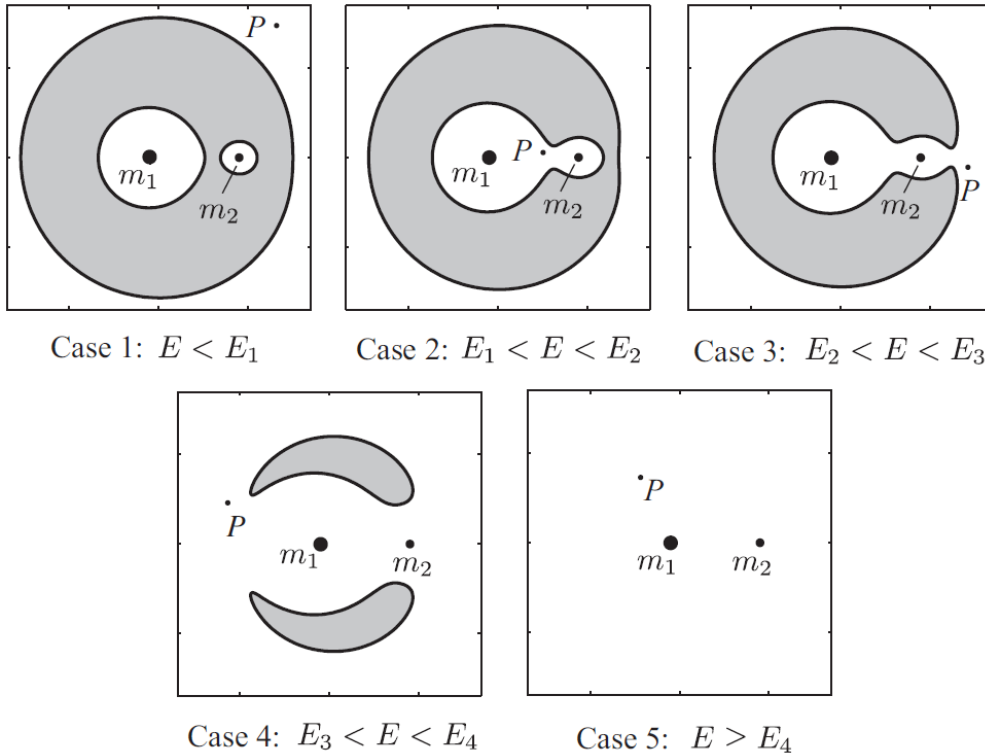 P
m₁
m₂
P
m₁
m₂
m₁
m₂
P
Case 1: E < E₁
Case 2: E₁ < E < E₂
Case 3: E₂ < E < E₃
P
m₁
m₂
P
m₁
m₂
Case 4: E₃ < E < E₄
Case 5: E > E₄